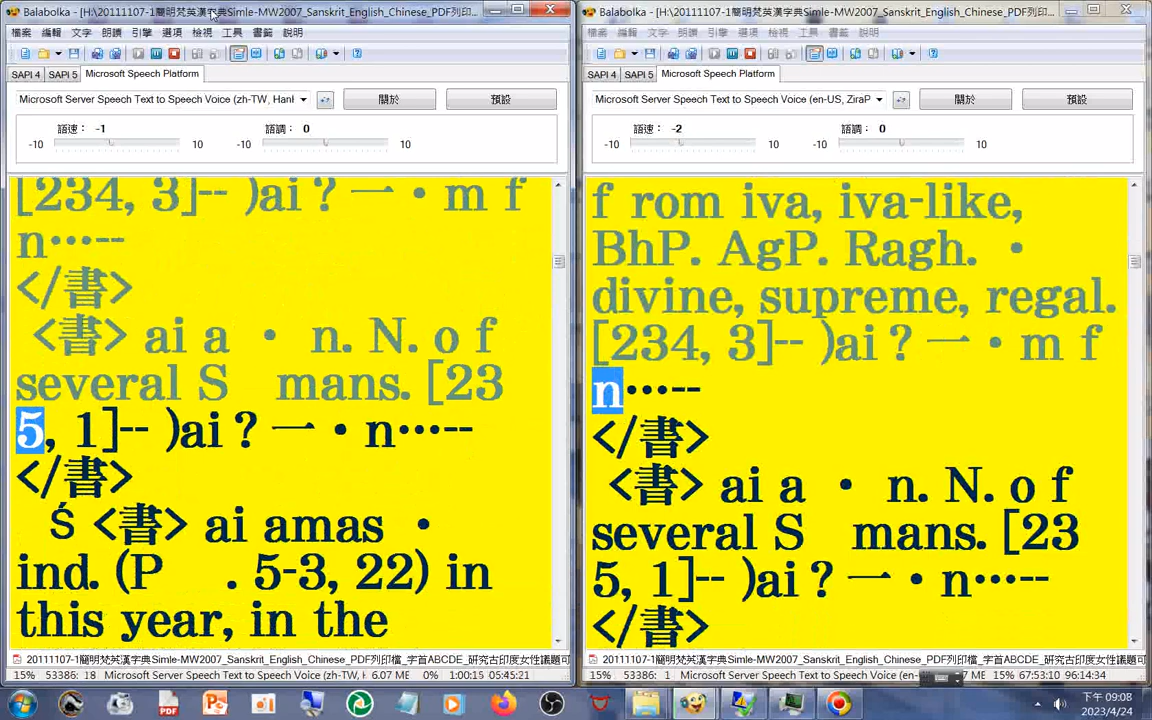 Balabolka - [H:\20111107-1簡明梵英漢字典Simle-MW2007_Sanskrit_English_Chinese_PDF列印...
檔案 編輯 文字 朗讀 引擎 選項 檢視 工具 書籤 說明
SAPI 4 SAPI 5 Microsoft Speech Platform
Microsoft Server Speech Text to Speech Voice (zh-TW, Hanl
關於 預設
語速： -1 語調： 0
-10 10 -10 10
[234, 3]-- )ai？一・m f
n…--
</書>
<書> ai a ・ n. N. o f
several S mans. [23
5, 1]-- )ai？一・n…--
</書>
Ś <書> ai amas ・
ind. (P . 5-3, 22) in
this year, in the
20111107-1簡明梵英漢字典Simle-MW2007_Sanskrit_English_Chinese_PDF列印檔_字首ABCDE_研究古印度女性議題可
15% 53386: 18 Microsoft Server Speech Text to Speech Voice (zh-TW, H 6.07 ME 0% 1:00:15 05:45:21
Balabolka - [H:\20111107-1簡明梵英漢字典Simle-MW2007_Sanskrit_English_Chinese_PDF列印...
檔案 編輯 文字 朗讀 引擎 選項 檢視 工具 書籤 說明
SAPI 4 SAPI 5 Microsoft Speech Platform
Microsoft Server Speech Text to Speech Voice (en-US, ZiraP
關於 預設
語速： -2 語調： 0
-10 10 -10 10
f rom iva, iva-like,
BhP. AgP. Ragh. ・
divine, supreme, regal.
[234, 3]-- )ai？一・m f
n…--
</書>
<書> ai a ・ n. N. o f
several S mans. [23
5, 1]-- )ai？一・n…--
</書>
20111107-1簡明梵英漢字典Simle-MW2007_Sanskrit_English_Chinese_PDF列印檔_字首ABCDE_研究古印度女性議題可
15% 53386: 1 Microsoft Server Speech Text to Speech Voice (en- ME 15% 67:53:10 96:14:34
下午 09:08
2023/4/24